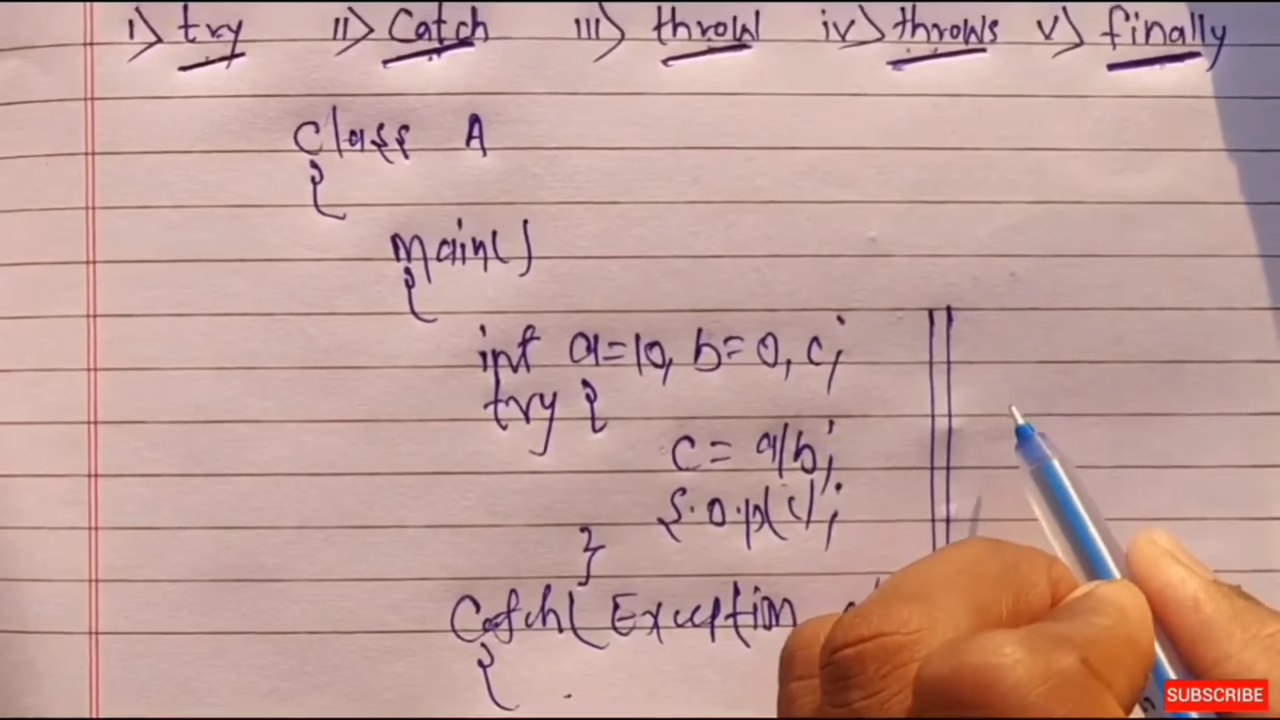 i) try ii) Catch iii) throw iv) throws v) finally
Class A
{
Main()
{
int a=10, b=0, c;
try {
c = a/b;
S.o.p(c);
}
Catch( Exception
{
SUBSCRIBE